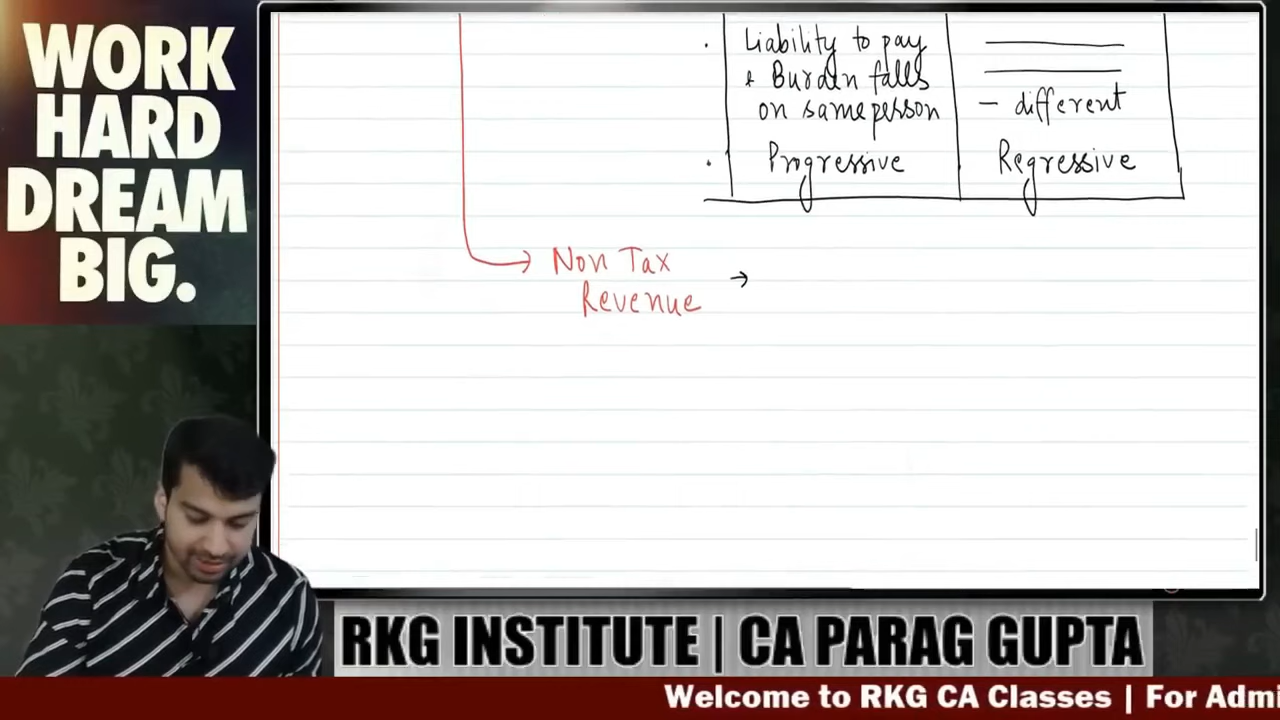 WORK
HARD
DREAM
BIG.
Liability to pay
& Burden falls
on same person
– different
Progressive
Regressive
Non Tax
Revenue →
RKG INSTITUTE | CA PARAG GUPTA
Welcome to RKG CA Classes | For Admi